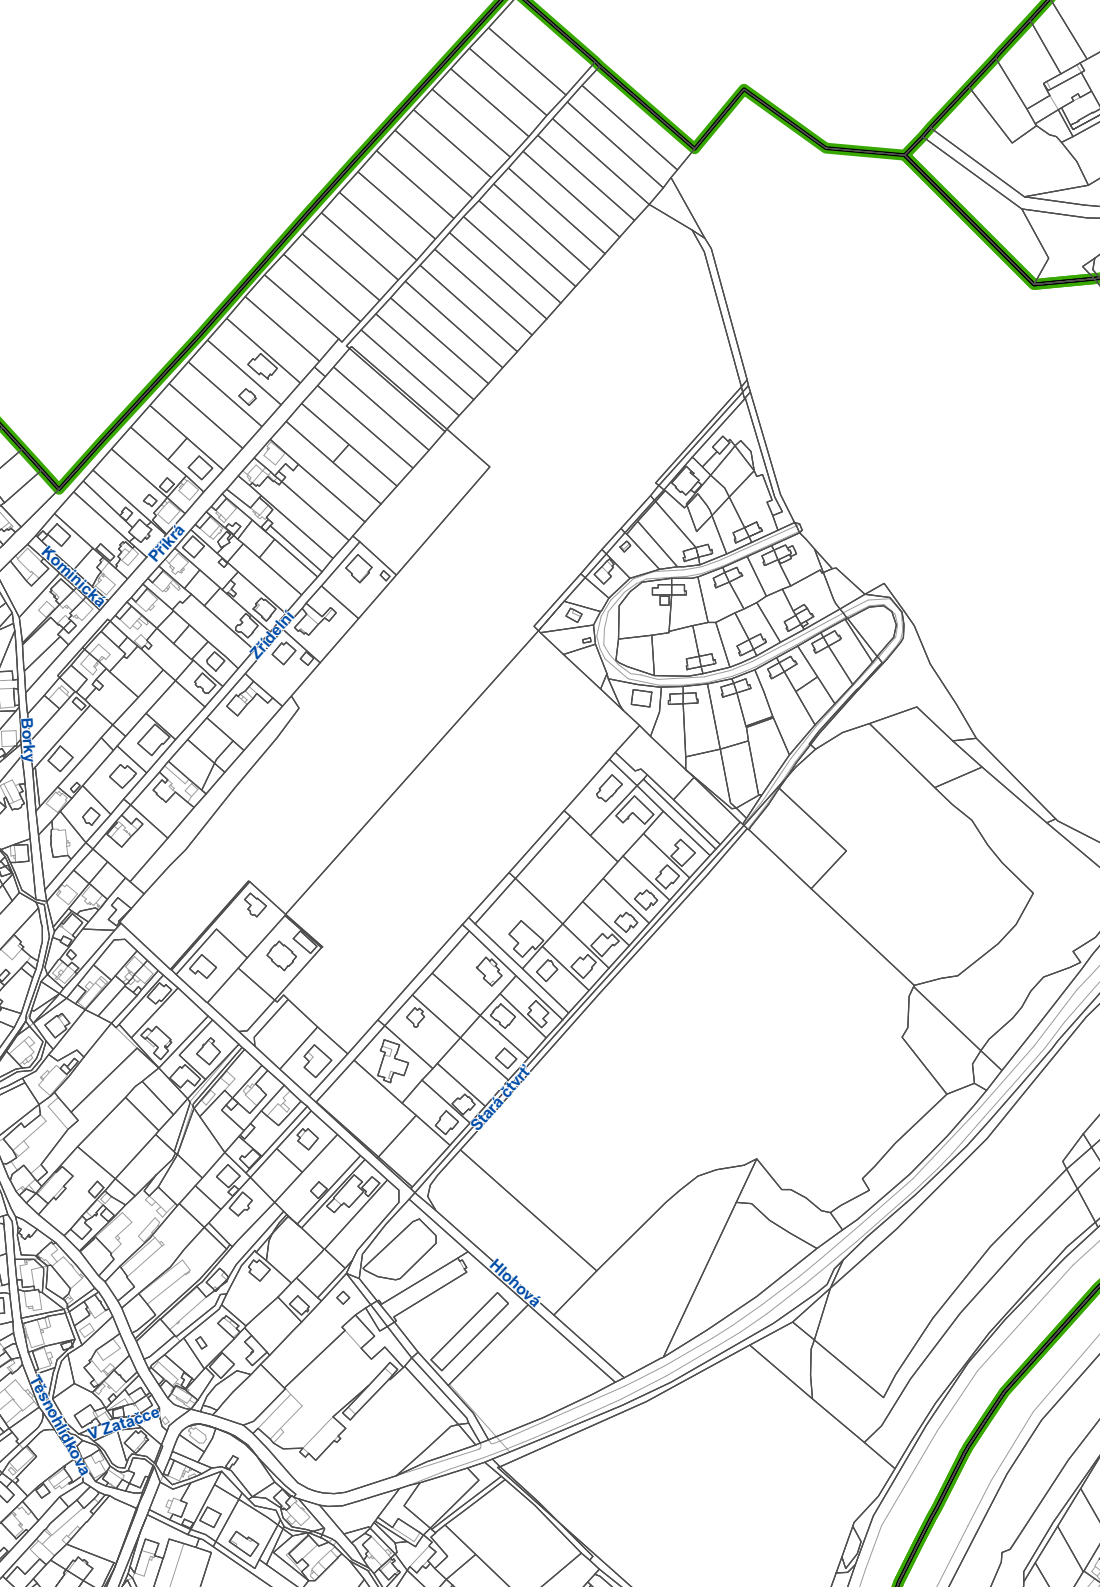 Příkrá
Kominická
Zřídelní
Borky
Stará čtvrť
Hlohová
Těsnohlídkova
V Zatáčce